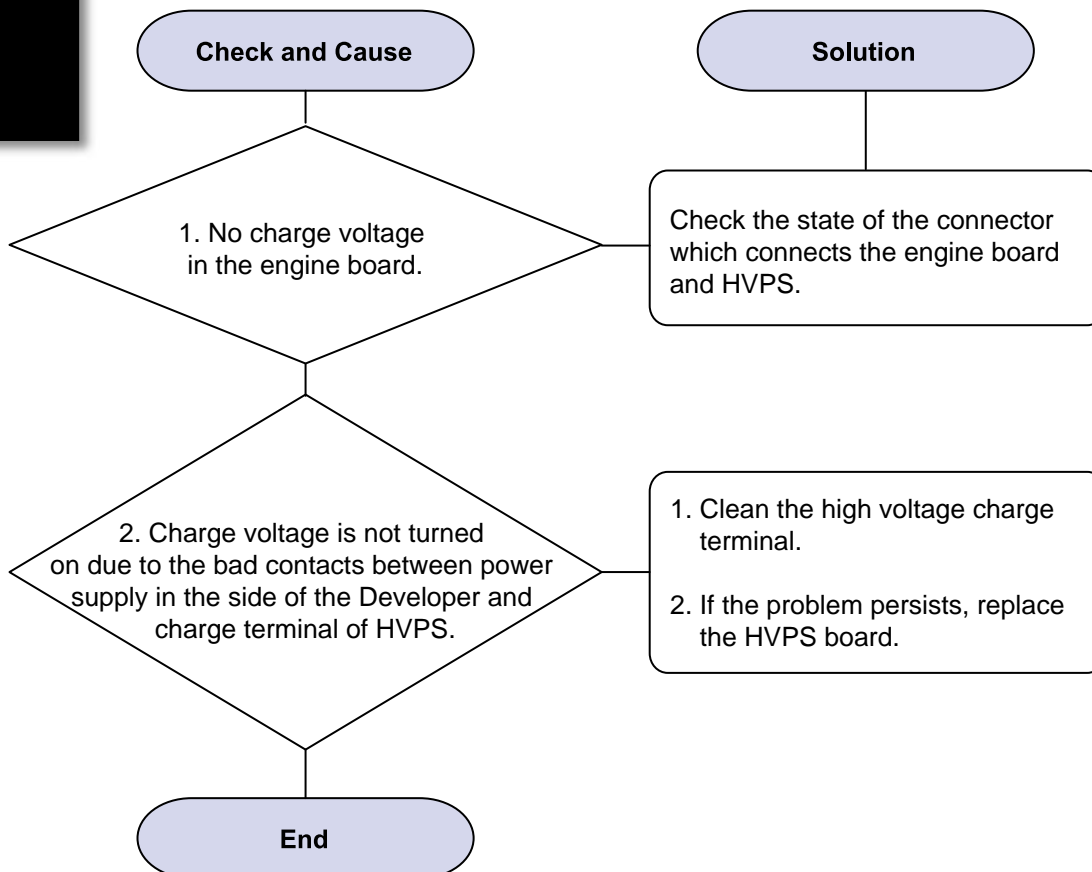 Check and Cause
Solution
1. No charge voltage
in the engine board.
Check the state of the connector
which connects the engine board
and HVPS.
2. Charge voltage is not turned
on due to the bad contacts between power
supply in the side of the Developer and
charge terminal of HVPS.
1. Clean the high voltage charge
terminal.
2. If the problem persists, replace
the HVPS board.
End